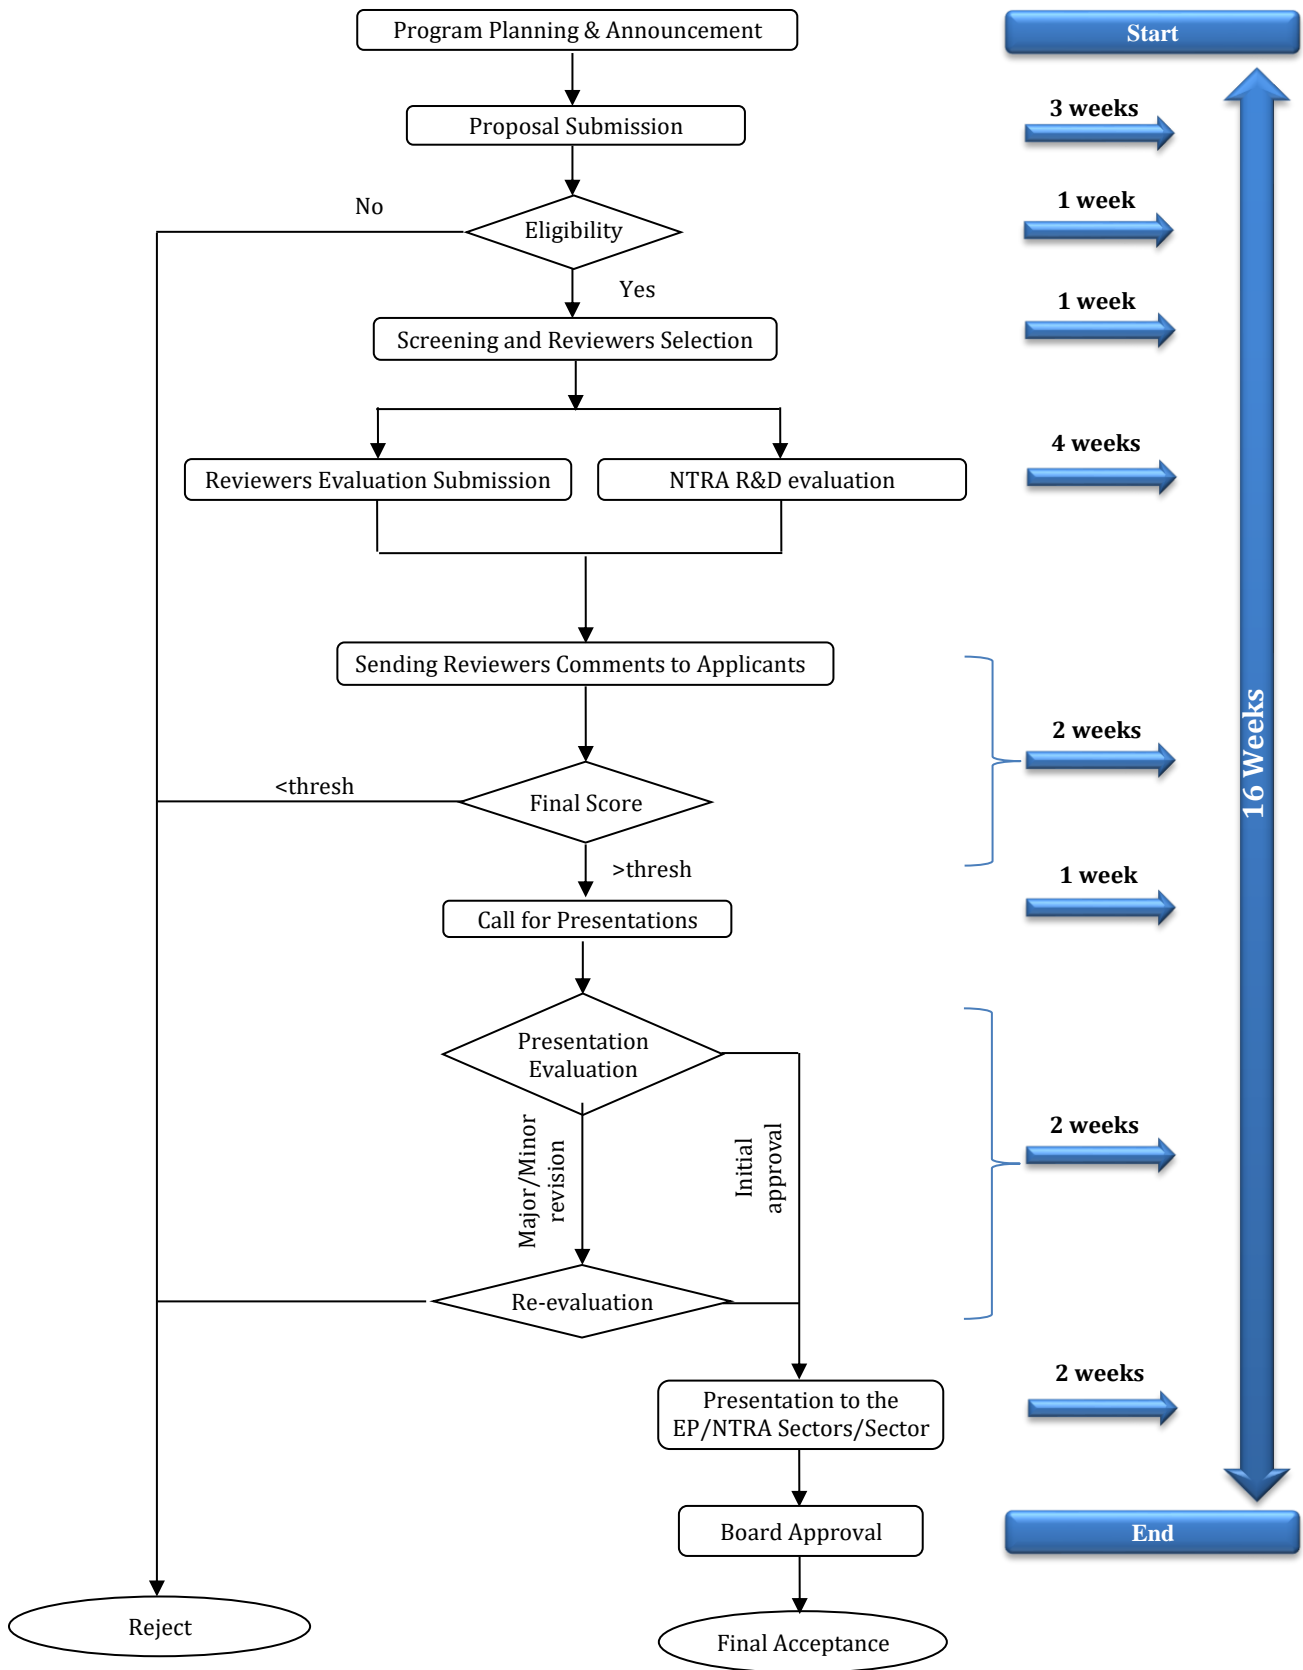 Program Planning & Announcement
Start
Proposal Submission
3 weeks
No
Eligibility
1 week
Yes
Screening and Reviewers Selection
1 week
Reviewers Evaluation Submission
NTRA R&D evaluation
4 weeks
Sending Reviewers Comments to Applicants
<thresh
Final Score
2 weeks
16 Weeks
>thresh
Call for Presentations
1 week
Presentation
Evaluation
Major/Minor
revision
Initial
approval
2 weeks
Re-evaluation
Presentation to the
EP/NTRA Sectors/Sector
2 weeks
Board Approval
End
Reject
Final Acceptance